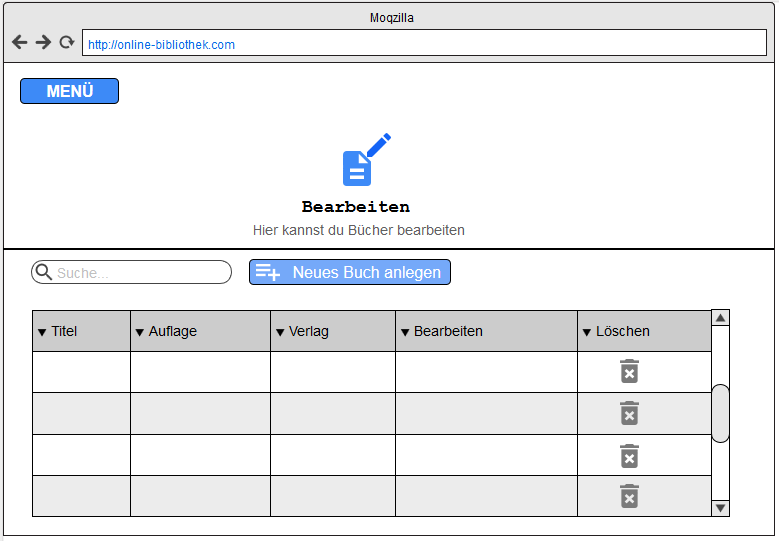 Moqzilla
http://online-bibliothek.com
MENÜ
Bearbeiten
Hier kannst du Bücher bearbeiten
Suche...
Neues Buch anlegen
▼ Titel ▼ Auflage ▼ Verlag ▼ Bearbeiten ▼ Löschen